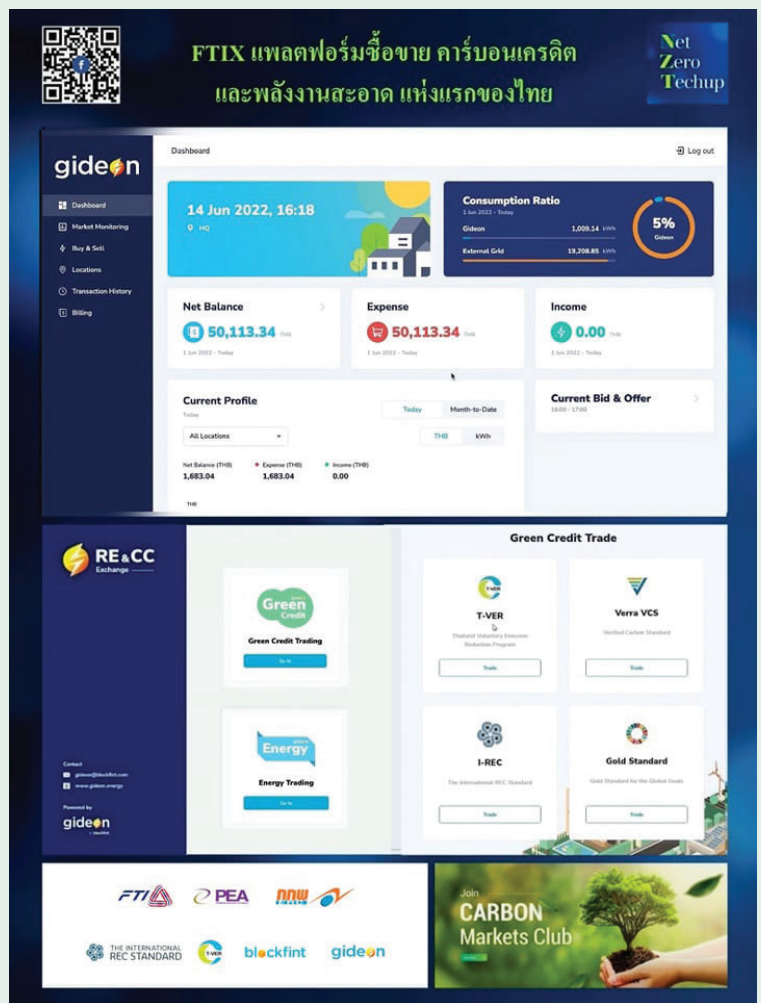 FTIX แพลตฟอร์มซื้อขาย คาร์บอนเครดิต
และพลังงานสะอาด แห่งแรกของไทย
Net
Zero
Techup
gideon
Dashboard
Market Monitoring
Buy & Sell
Locations
Transaction History
Billing
Dashboard
Log out
14 Jun 2022, 16:18
HQ
Consumption Ratio
1 Jun 2022 - Today
Gideon 1,009.14 kWh
External Grid 19,208.85 kWh
5%
Gideon
Net Balance
50,113.34 THB
1 Jun 2022 - Today
Expense
50,113.34 THB
1 Jun 2022 - Today
Income
0.00 THB
1 Jun 2022 - Today
Current Profile
Today
Today Month-to-Date
All Locations
THB kWh
Net Balance (THB) Expense (THB) Income (THB)
1,683.04 1,683.04 0.00
THB
Current Bid & Offer
16:00 - 17:00
RE&CC
Exchange
Contact
gideon@blockfint.com
www.gideon.energy
Powered by
gideon
Green
Credit
Green Credit Trading
Go to
Energy
Energy Trading
Go to
Green Credit Trade
T-VER
T-VER
Thailand Voluntary Emission
Reduction Program
Trade
Verra VCS
Verified Carbon Standard
Trade
I-REC
The International REC Standard
Trade
Gold Standard
Gold Standard for the Global Goals
Trade
FTI
PEA
THE INTERNATIONAL
REC STANDARD
T-VER
blockfint
gideon
Join
CARBON
Markets Club